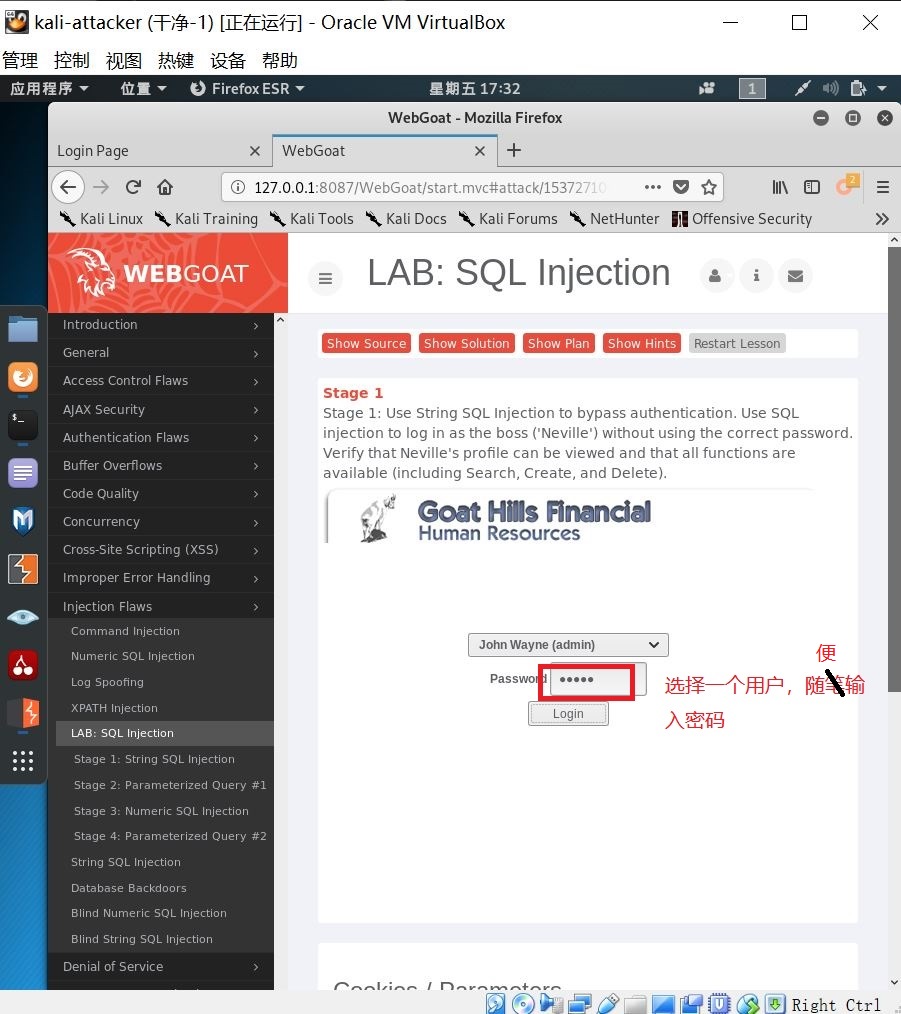 kali-attacker (干净-1) [正在运行] - Oracle VM VirtualBox
管理 控制 视图 热键 设备 帮助
应用程序 位置 Firefox ESR 星期五 17:32 1
WebGoat - Mozilla Firefox
Login Page WebGoat
127.0.0.1:8087/WebGoat/start.mvc#attack/15372710 2
Kali Linux Kali Training Kali Tools Kali Docs Kali Forums NetHunter Offensive Security
WEBGOAT
LAB: SQL Injection
Introduction
General
Access Control Flaws
AJAX Security
Authentication Flaws
Buffer Overflows
Code Quality
Concurrency
Cross-Site Scripting (XSS)
Improper Error Handling
Injection Flaws
Command Injection
Numeric SQL Injection
Log Spoofing
XPATH Injection
LAB: SQL Injection
Stage 1: String SQL Injection
Stage 2: Parameterized Query #1
Stage 3: Numeric SQL Injection
Stage 4: Parameterized Query #2
String SQL Injection
Database Backdoors
Blind Numeric SQL Injection
Blind String SQL Injection
Denial of Service
Show Source Show Solution Show Plan Show Hints Restart Lesson
Stage 1
Stage 1: Use String SQL Injection to bypass authentication. Use SQL
injection to log in as the boss ('Neville') without using the correct password.
Verify that Neville's profile can be viewed and that all functions are
available (including Search, Create, and Delete).
Goat Hills Financial
Human Resources
John Wayne (admin)
Password •••••
Login
便
选择一个用户，随笔输
入密码
Cookies / Parameters
Right Ctrl